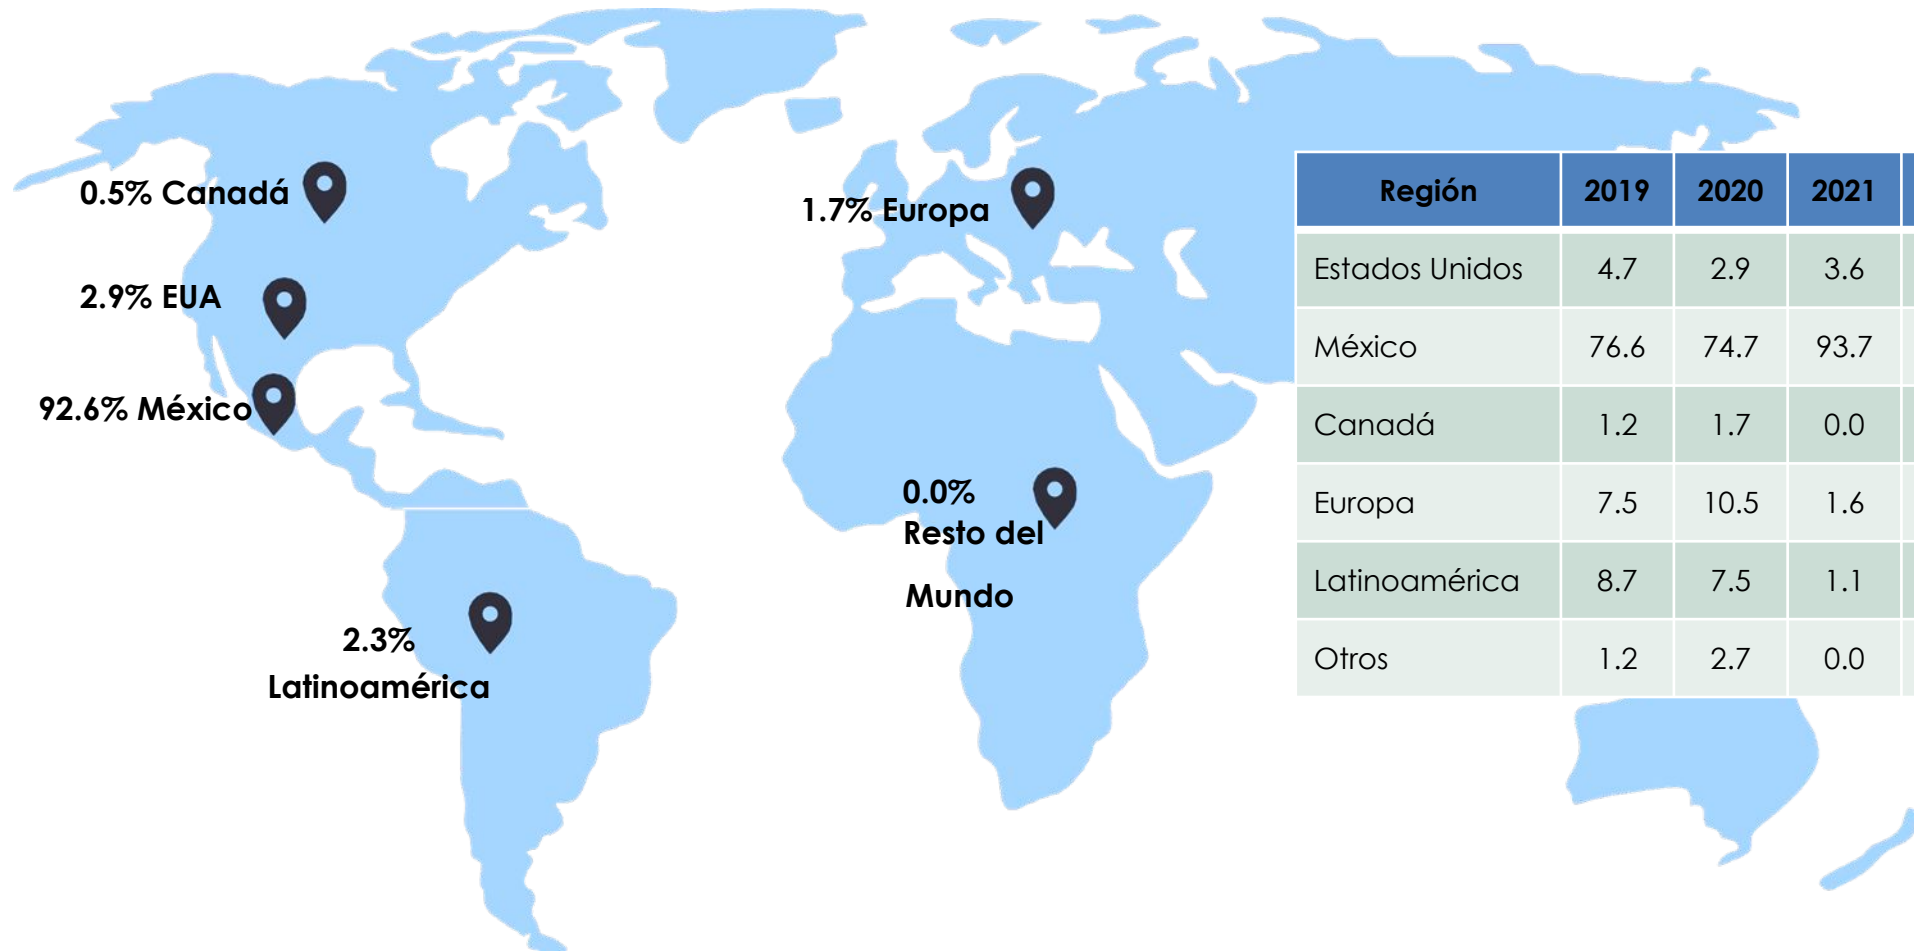 0.5% Canadá
2.9% EUA
92.6% México
2.3%
Latinoamérica
1.7% Europa
0.0%
Resto del
Mundo
Región 2019 2020 2021
Estados Unidos 4.7 2.9 3.6
México 76.6 74.7 93.7
Canadá 1.2 1.7 0.0
Europa 7.5 10.5 1.6
Latinoamérica 8.7 7.5 1.1
Otros 1.2 2.7 0.0